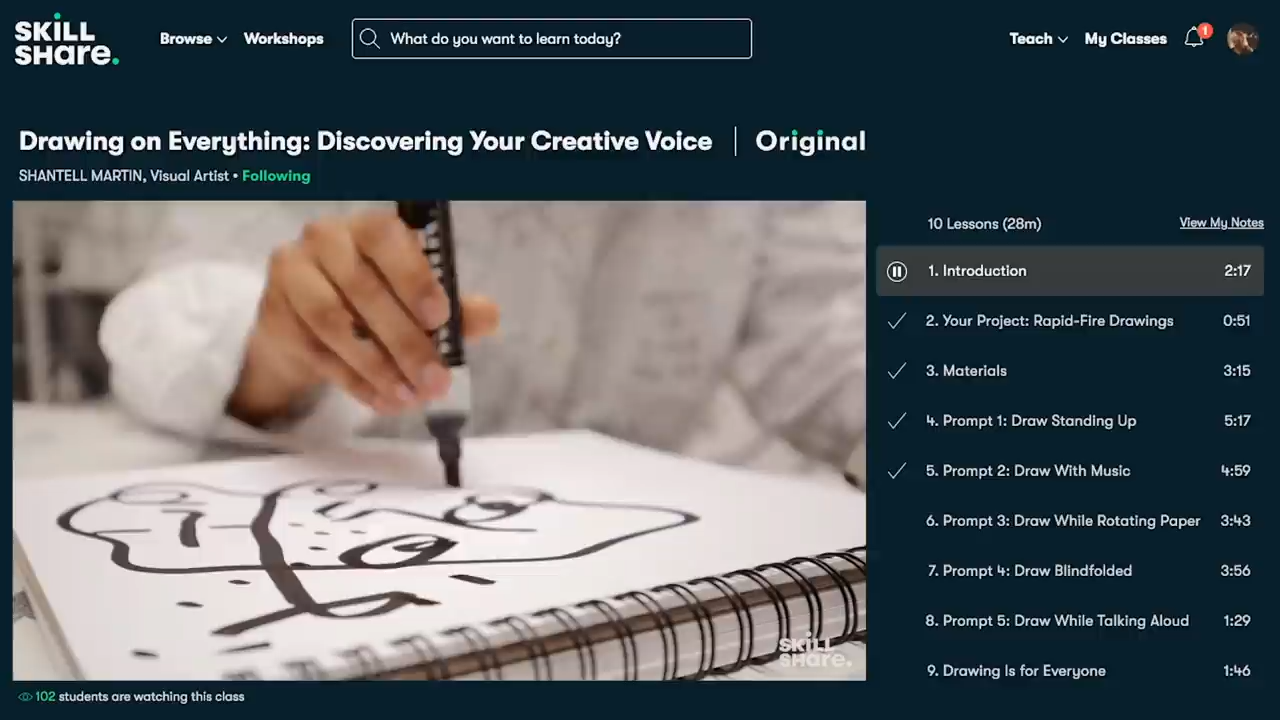 SKILL
SHARE.
Browse
Workshops
What do you want to learn today?
Teach
My Classes
1
Drawing on Everything: Discovering Your Creative Voice | Original
SHANTELL MARTIN, Visual Artist • Following
10 Lessons (28m)
View My Notes
1. Introduction 2:17
2. Your Project: Rapid-Fire Drawings 0:51
3. Materials 3:15
4. Prompt 1: Draw Standing Up 5:17
5. Prompt 2: Draw With Music 4:59
6. Prompt 3: Draw While Rotating Paper 3:43
7. Prompt 4: Draw Blindfolded 3:56
8. Prompt 5: Draw While Talking Aloud 1:29
9. Drawing Is for Everyone 1:46
SKILL
SHARE.
102 students are watching this class